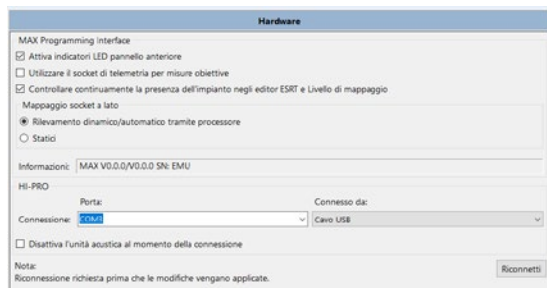 Hardware
MAX Programming Interface
Attiva indicatori LED pannello anteriore
Utilizzare il socket di telemetria per misure obiettive
Controllare continuamente la presenza dell'impianto negli editor ESRT e Livello di mappaggio
Mappaggio socket a lato
Rilevamento dinamico/automatico tramite processore
Statici
Informazioni: MAX V0.0.0/V0.0.0 SN: EMU
HI-PRO
Porta: Connesso da:
Connessione: COM3 Cavo USB
Disattiva l'unità acustica al momento della connessione
Nota:
Riconnessione richiesta prima che le modifiche vengano applicate.
Riconnetti